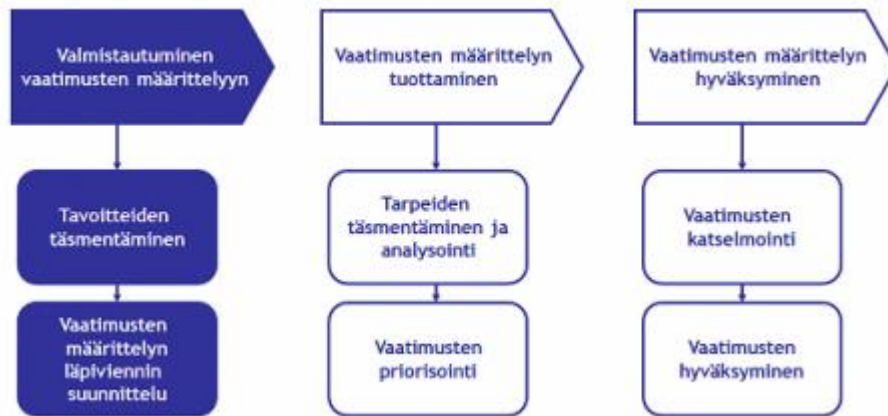 Valmistautuminen
vaatimusten määrittelyyn
Vaatimusten määrittelyn
tuottaminen
Vaatimusten määrittelyn
hyväksyminen
Tavoitteiden
täsmentäminen
Tarpeiden
täsmentäminen ja
analysointi
Vaatimusten
katselmointi
Vaatimusten
määrittelyn
läpiviennin
suunnittelu
Vaatimusten
priorisointi
Vaatimusten
hyväksyminen